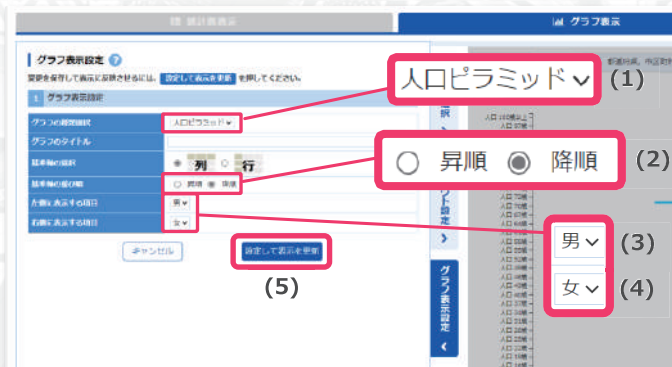 統計表表示
グラフ表示
グラフ表示設定
変更を保存して表示に反映させるには、 設定して表示を更新 を押してください。
1 グラフ表示設定
グラフの種類選択 人口ピラミッド
グラフのタイトル
基準軸の選択 列 行
基準軸の並び順 昇順 降順
左側に表示する項目 男
右側に表示する項目 女
キャンセル 設定して表示を更新
(5)
人口ピラミッド (1)
昇順 降順 (2)
男 (3)
女 (4)
グラフ表示設定